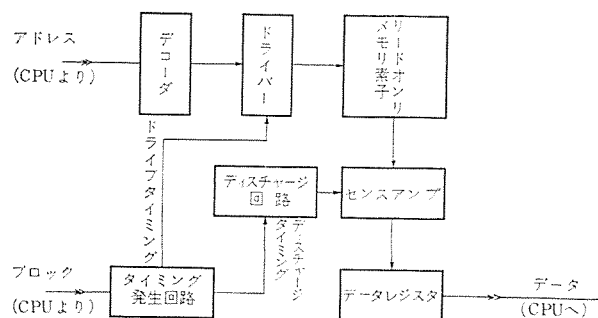 アドレス
(CPUより)
デコーダ
ドライバー
リードオンリ
メモリ素子
ドライブタイミング
ディスチャージ
回路
センスアンプ
ディスチャージ
タイミング
ブロック
(CPUより)
タイミング
発生回路
データレジスタ
データ
(CPUへ)